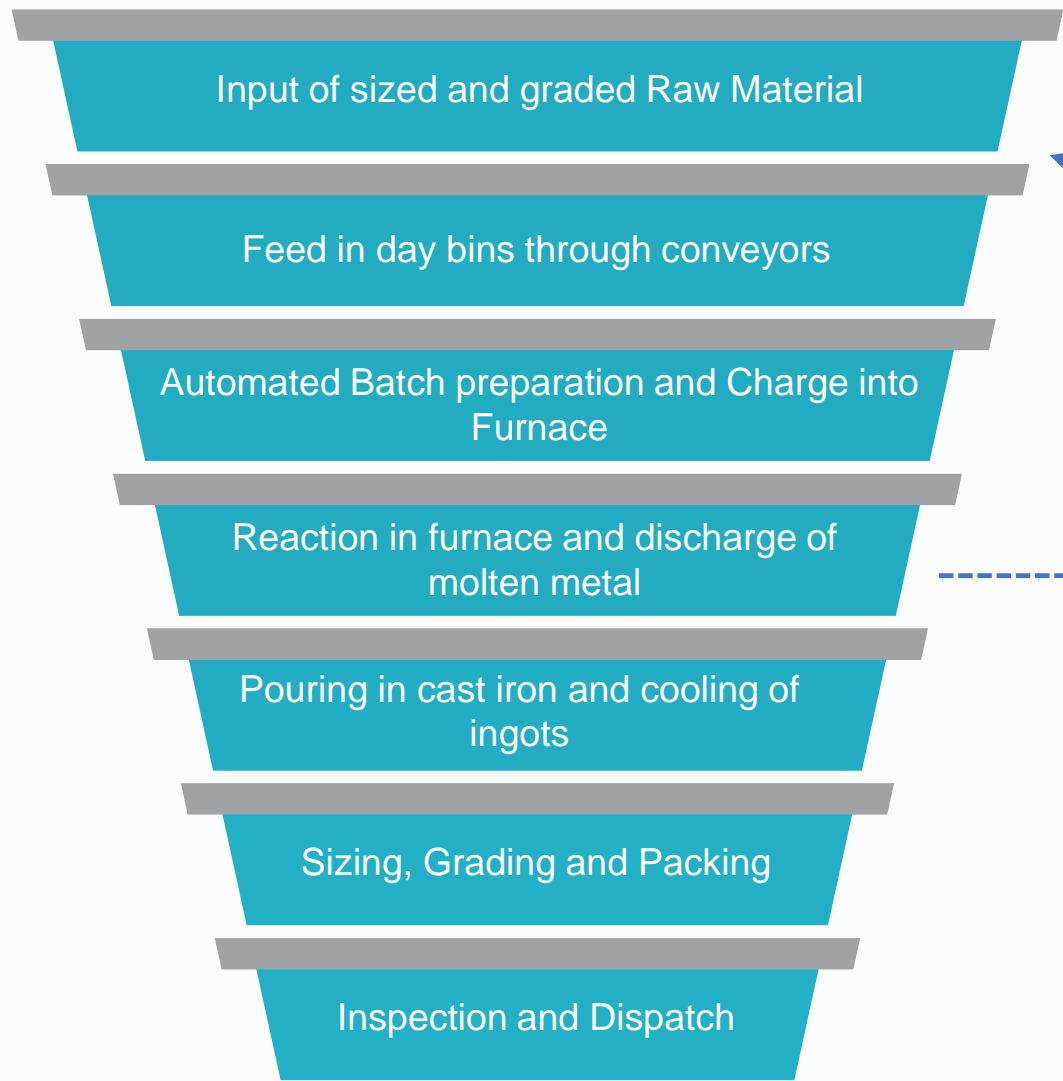 Input of sized and graded Raw Material
Feed in day bins through conveyors
Automated Batch preparation and Charge into
Furnace
Reaction in furnace and discharge of
molten metal
Pouring in cast iron and cooling of
ingots
Sizing, Grading and Packing
Inspection and Dispatch